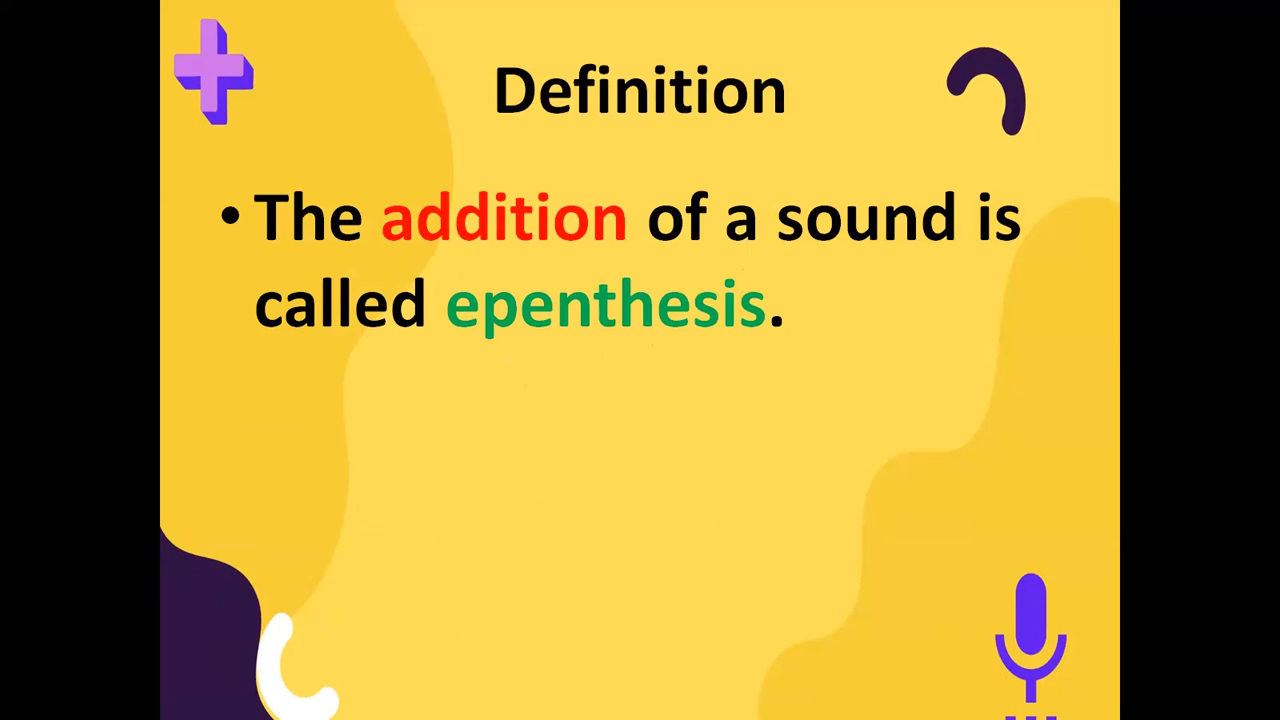 Definition
• The addition of a sound is
called epenthesis.